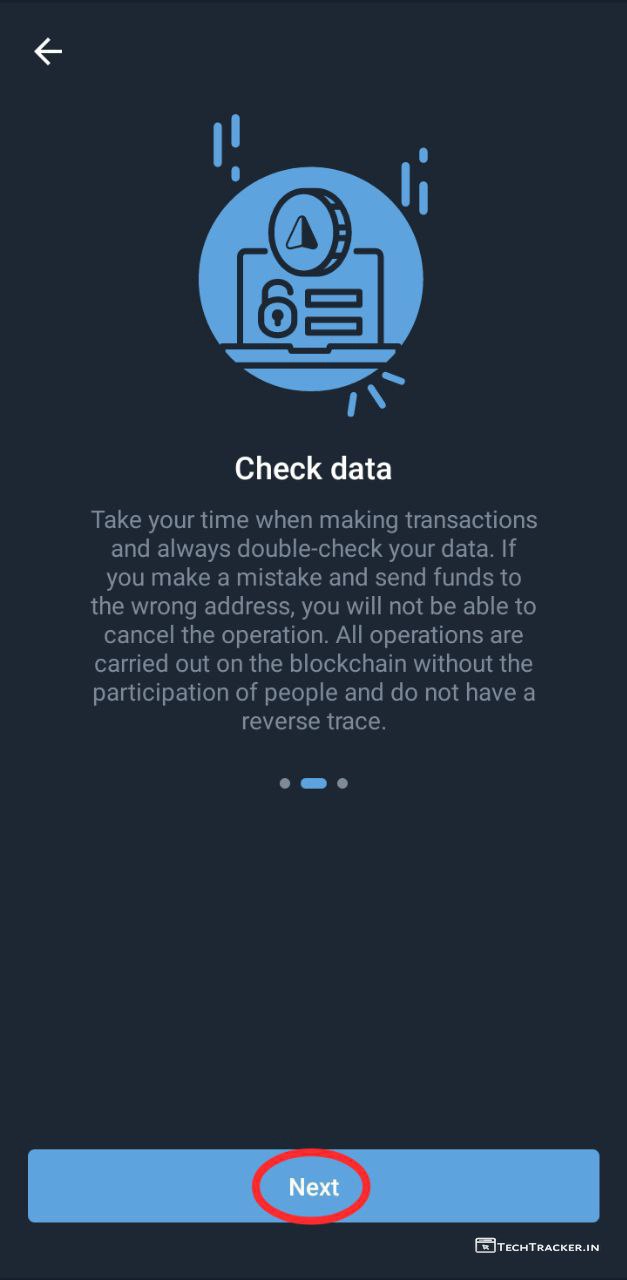 Check data
Take your time when making transactions
and always double-check your data. If
you make a mistake and send funds to
the wrong address, you will not be able to
cancel the operation. All operations are
carried out on the blockchain without the
participation of people and do not have a
reverse trace.
Next
TECHTRACKER.IN